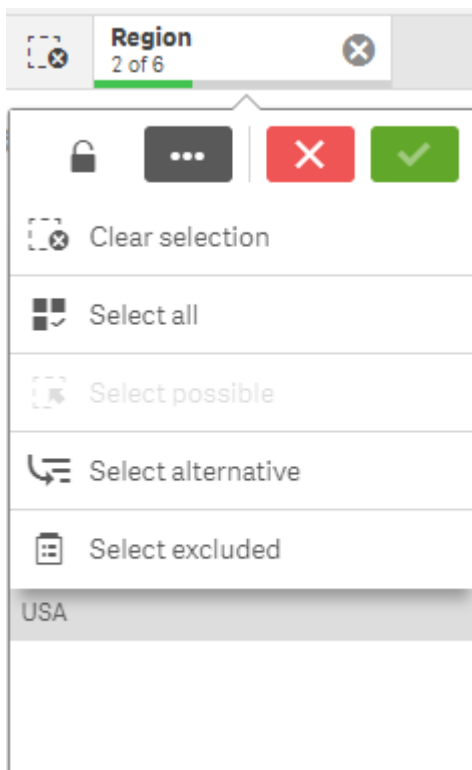 Region
2 of 6
Clear selection
Select all
Select possible
Select alternative
Select excluded
USA